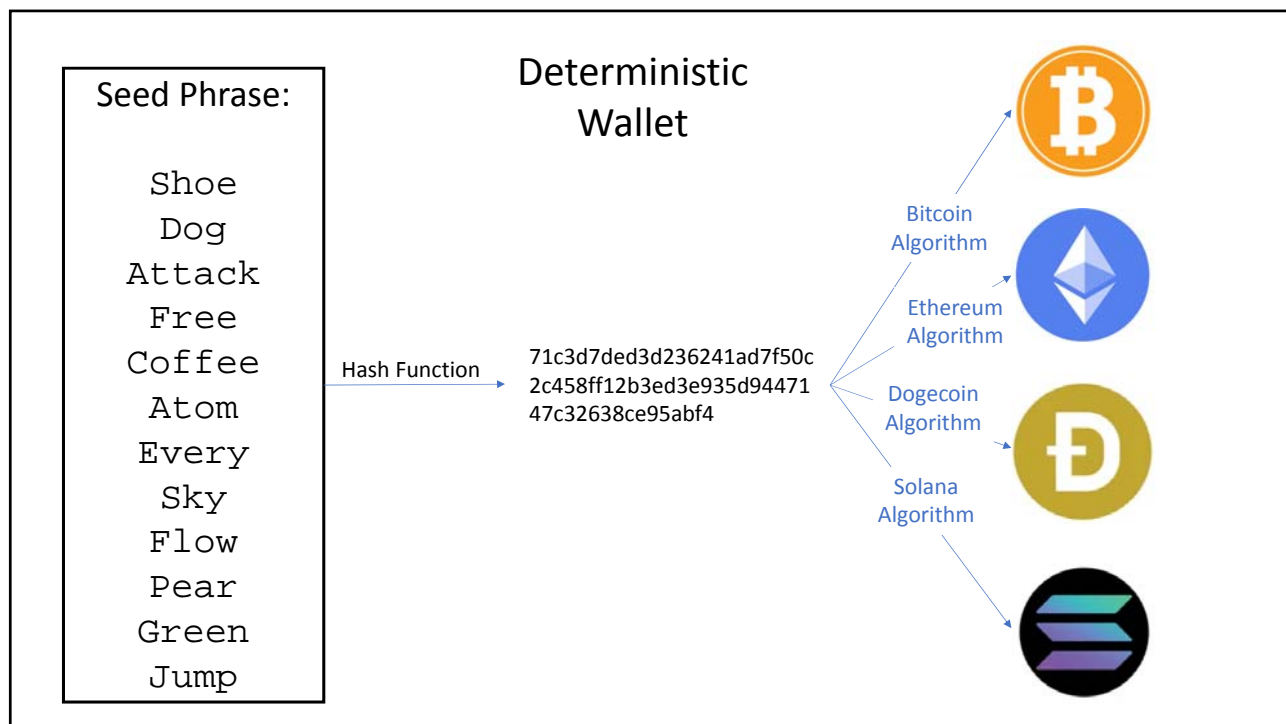 Deterministic
Wallet
Seed Phrase:
Shoe
Dog
Attack
Free
Coffee
Atom
Every
Sky
Flow
Pear
Green
Jump
Hash Function
71c3d7ded3d236241ad7f50c
2c458ff12b3ed3e935d94471
47c32638ce95abf4
Bitcoin
Algorithm
Ethereum
Algorithm
Dogecoin
Algorithm
Solana
Algorithm